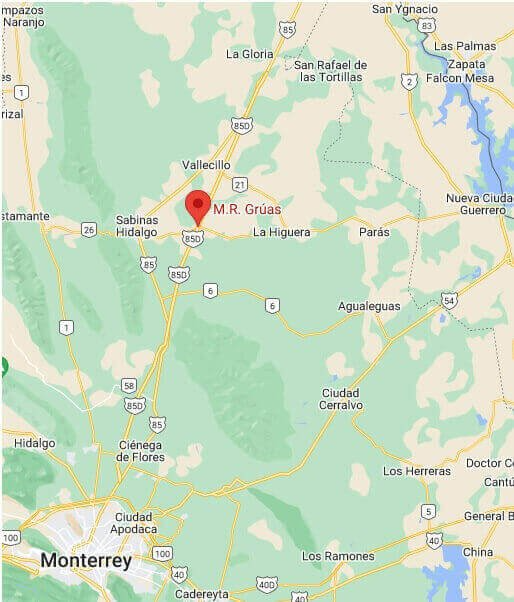 San Ygnacio
mpazos
Naranjo
83
La Gloria
Las Palmas
San Rafael de
las Tortillas
Zapata
Falcon Mesa
2
1
rizal
85D
Vallecillo
21
85
M.R. Grúas
Nueva Ciudad
Guerrero
stamante
Sabinas
Hidalgo
26
La Higuera
Parás
85D
85
85D
6
6
54
Agualeguas
1
58
Ciudad
Cerralvo
85D
85
Hidalgo
Ciénega
de Flores
Los Herreras
Doctor C
Cantú
5
General B
Ciudad
Apodaca
100
100
40
Monterrey
Los Ramones
China
40
40D
40
Cadereyta